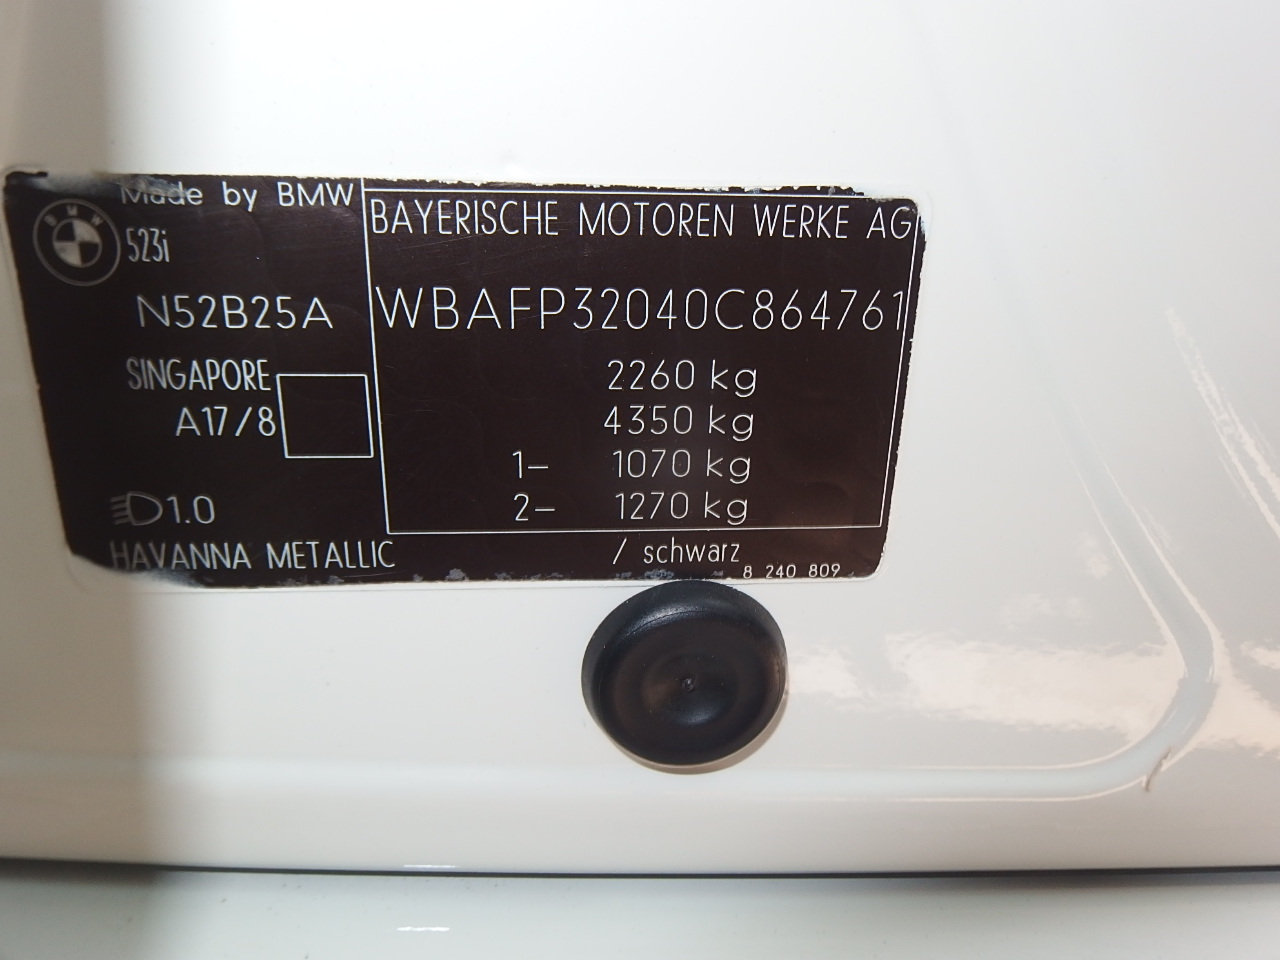 Made by BMW
BMW
523i
N52B25A
SINGAPORE
A17/8
1.0
HAVANNA METALLIC / schwarz
8 240 809
BAYERISCHE MOTOREN WERKE AG
WBAFP32040C864761
2260 kg
4350 kg
1- 1070 kg
2- 1270 kg